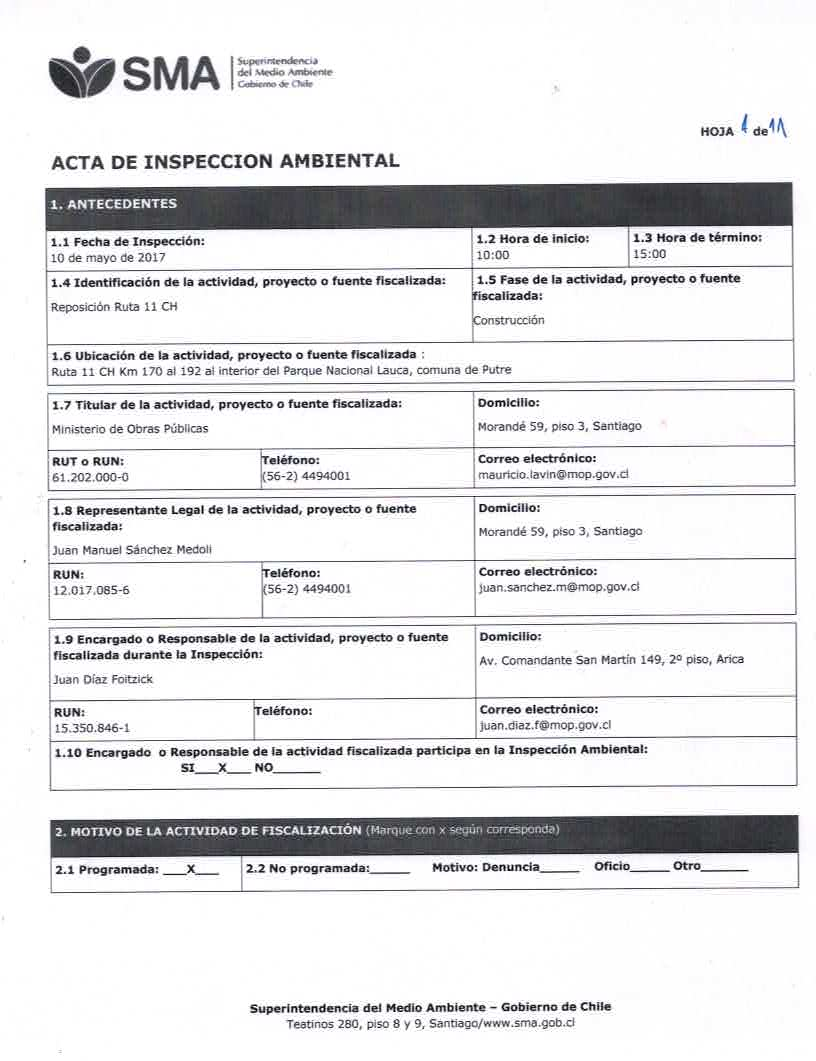 SMA
Superintendencia
del Medio Ambiente
Gobierno de Chile
HOJA 1 de 11
ACTA DE INSPECCION AMBIENTAL
1. ANTECEDENTES
1.1 Fecha de Inspección:
10 de mayo de 2017
1.2 Hora de inicio:
10:00
1.3 Hora de término:
15:00
1.4 Identificación de la actividad, proyecto o fuente fiscalizada:
Reposición Ruta 11 CH
1.5 Fase de la actividad, proyecto o fuente
fiscalizada:
Construcción
1.6 Ubicación de la actividad, proyecto o fuente fiscalizada :
Ruta 11 CH Km 170 al 192 al interior del Parque Nacional Lauca, comuna de Putre
1.7 Titular de la actividad, proyecto o fuente fiscalizada:
Ministerio de Obras Públicas
Domicilio:
Morandé 59, piso 3, Santiago
RUT o RUN:
61.202.000-0
Teléfono:
(56-2) 4494001
Correo electrónico:
mauricio.lavin@mop.gov.cl
1.8 Representante Legal de la actividad, proyecto o fuente
fiscalizada:
Juan Manuel Sánchez Medoli
Domicilio:
Morandé 59, piso 3, Santiago
RUN:
12.017.085-6
Teléfono:
(56-2) 4494001
Correo electrónico:
juan.sanchez.m@mop.gov.cl
1.9 Encargado o Responsable de la actividad, proyecto o fuente
fiscalizada durante la Inspección:
Juan Díaz Foitzick
Domicilio:
Av. Comandante San Martín 149, 2º piso, Arica
RUN:
15.350.846-1
Teléfono:
Correo electrónico:
juan.diaz.f@mop.gov.cl
1.10 Encargado o Responsable de la actividad fiscalizada participa en la Inspección Ambiental:
SI___X___ NO______
2. MOTIVO DE LA ACTIVIDAD DE FISCALIZACIÓN (Marque con x según corresponda)
2.1 Programada: ___X___
2.2 No programada:______ Motivo: Denuncia______ Oficio______ Otro_______
Superintendencia del Medio Ambiente – Gobierno de Chile
Teatinos 280, piso 8 y 9, Santiago/www.sma.gob.cl